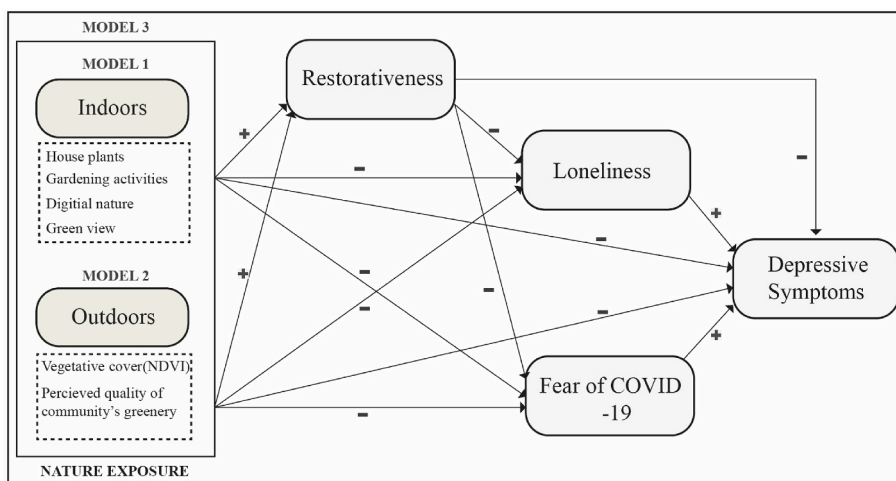 MODEL 3
MODEL 1
Indoors
House plants
Gardening activities
Digitial nature
Green view
MODEL 2
Outdoors
Vegetative cover(NDVI)
Percieved quality of
community's greenery
NATURE EXPOSURE
Restorativeness
Loneliness
Fear of COVID
-19
Depressive
Symptoms
+
+
-
-
-
-
-
-
-
-
-
-
+
+